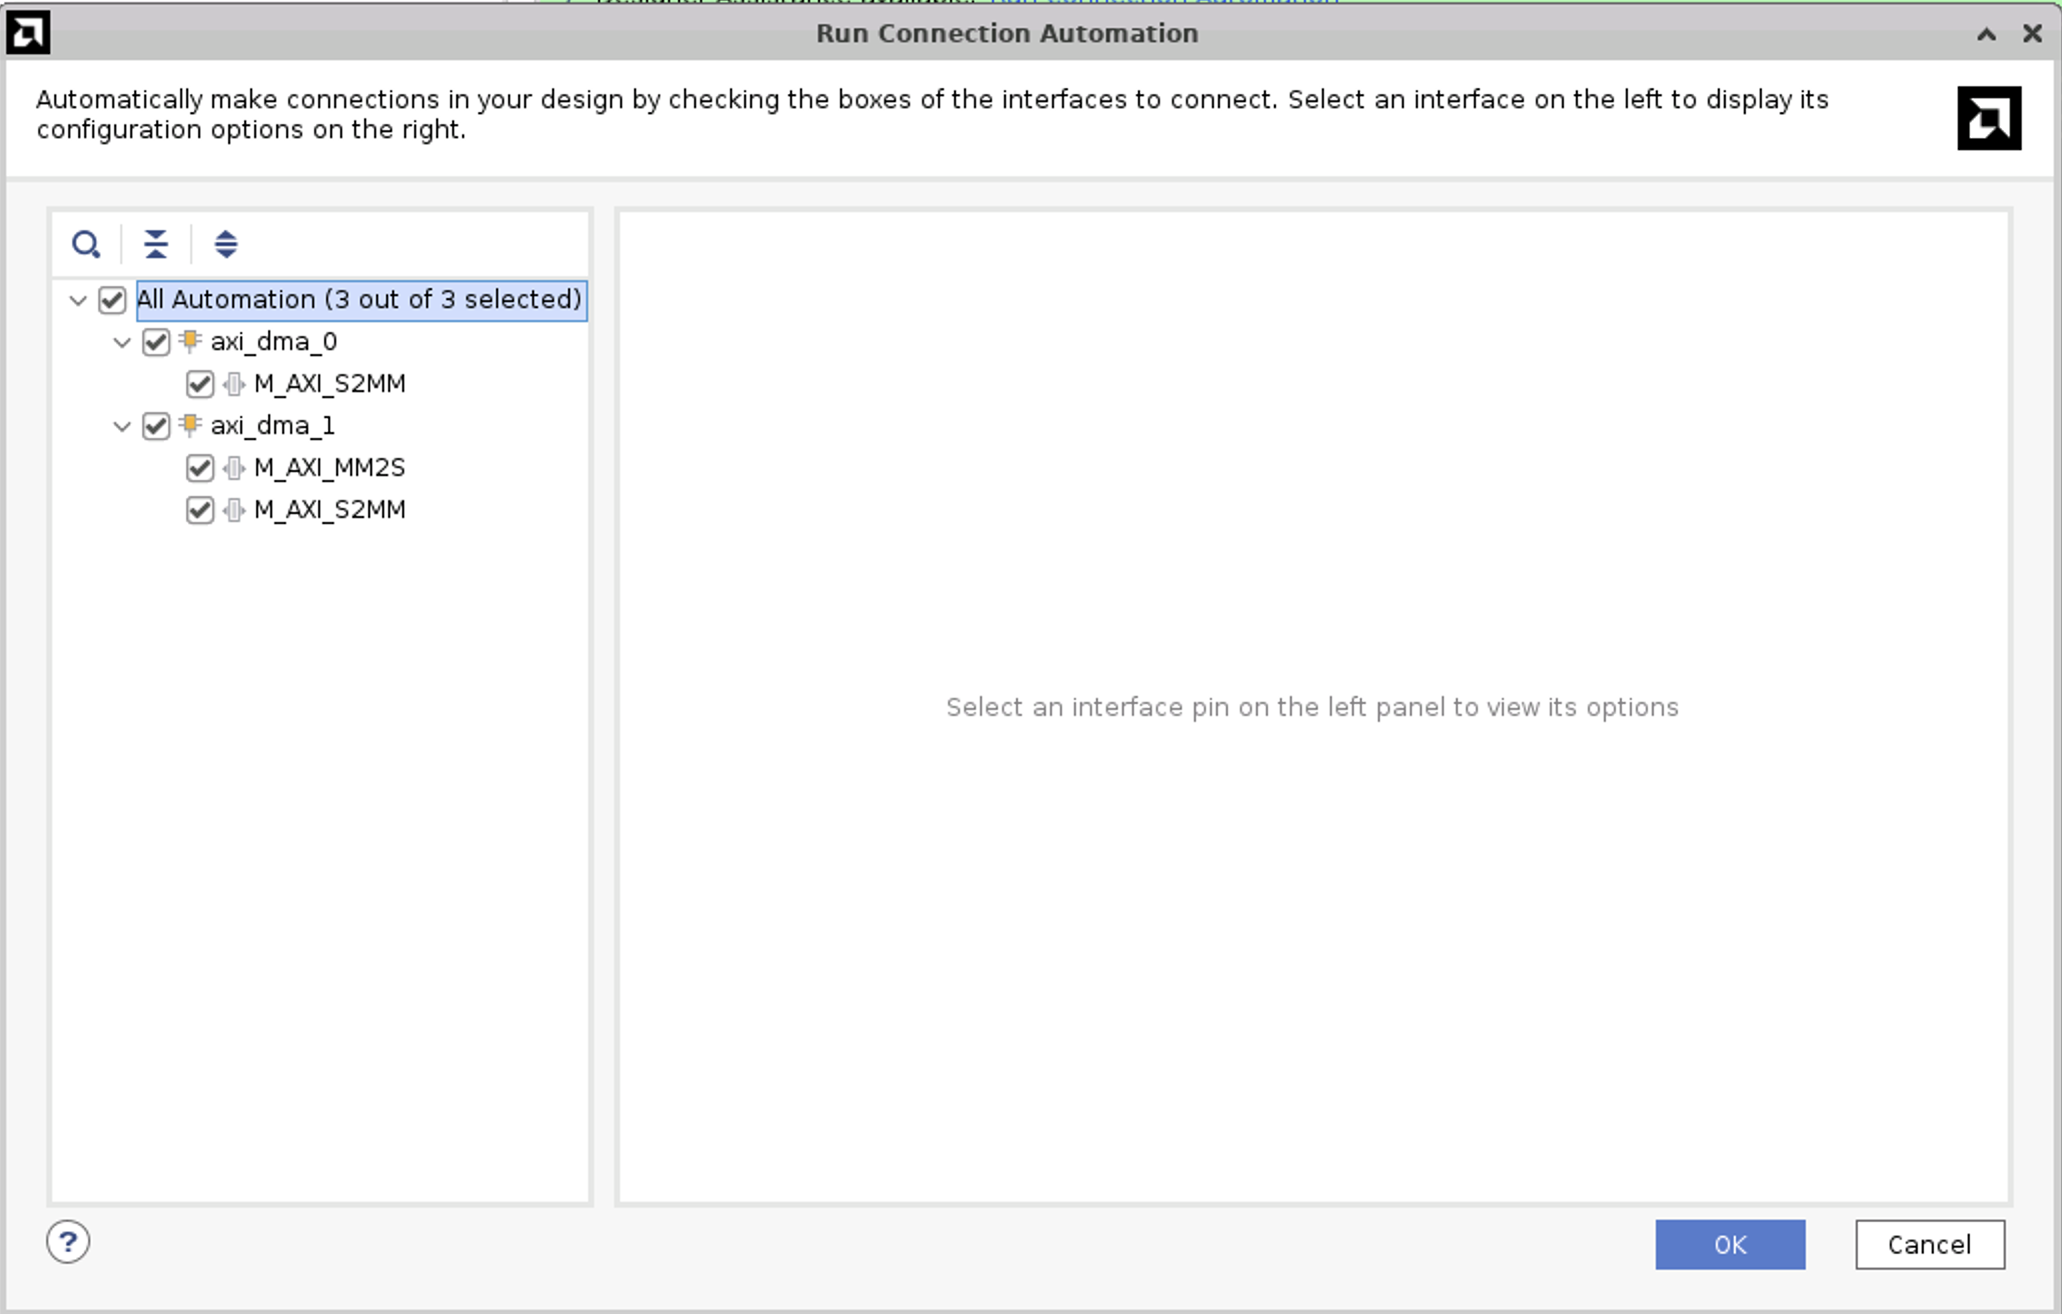 Run Connection Automation
Automatically make connections in your design by checking the boxes of the interfaces to connect. Select an interface on the left to display its
configuration options on the right.
All Automation (3 out of 3 selected)
axi_dma_0
M_AXI_S2MM
axi_dma_1
M_AXI_MM2S
M_AXI_S2MM
Select an interface pin on the left panel to view its options
?
OK
Cancel